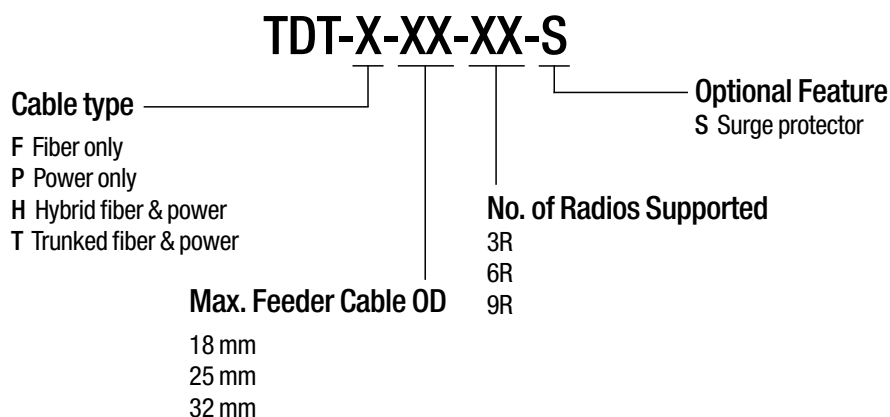 TDT-X-XX-XX-S
Cable type
F Fiber only
P Power only
H Hybrid fiber & power
T Trunked fiber & power
Max. Feeder Cable OD
18 mm
25 mm
32 mm
No. of Radios Supported
3R
6R
9R
Optional Feature
S Surge protector